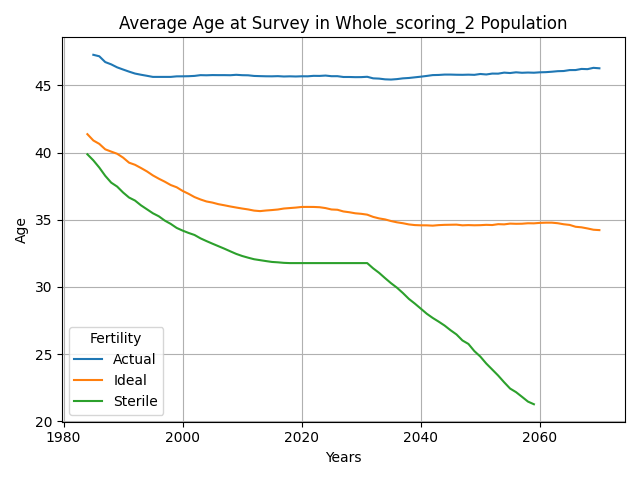 Average Age at Survey in Whole_scoring_2 Population
Age
45
40
35
30
25
20
Fertility
Actual
Ideal
Sterile
1980
2000
2020
2040
2060
Years